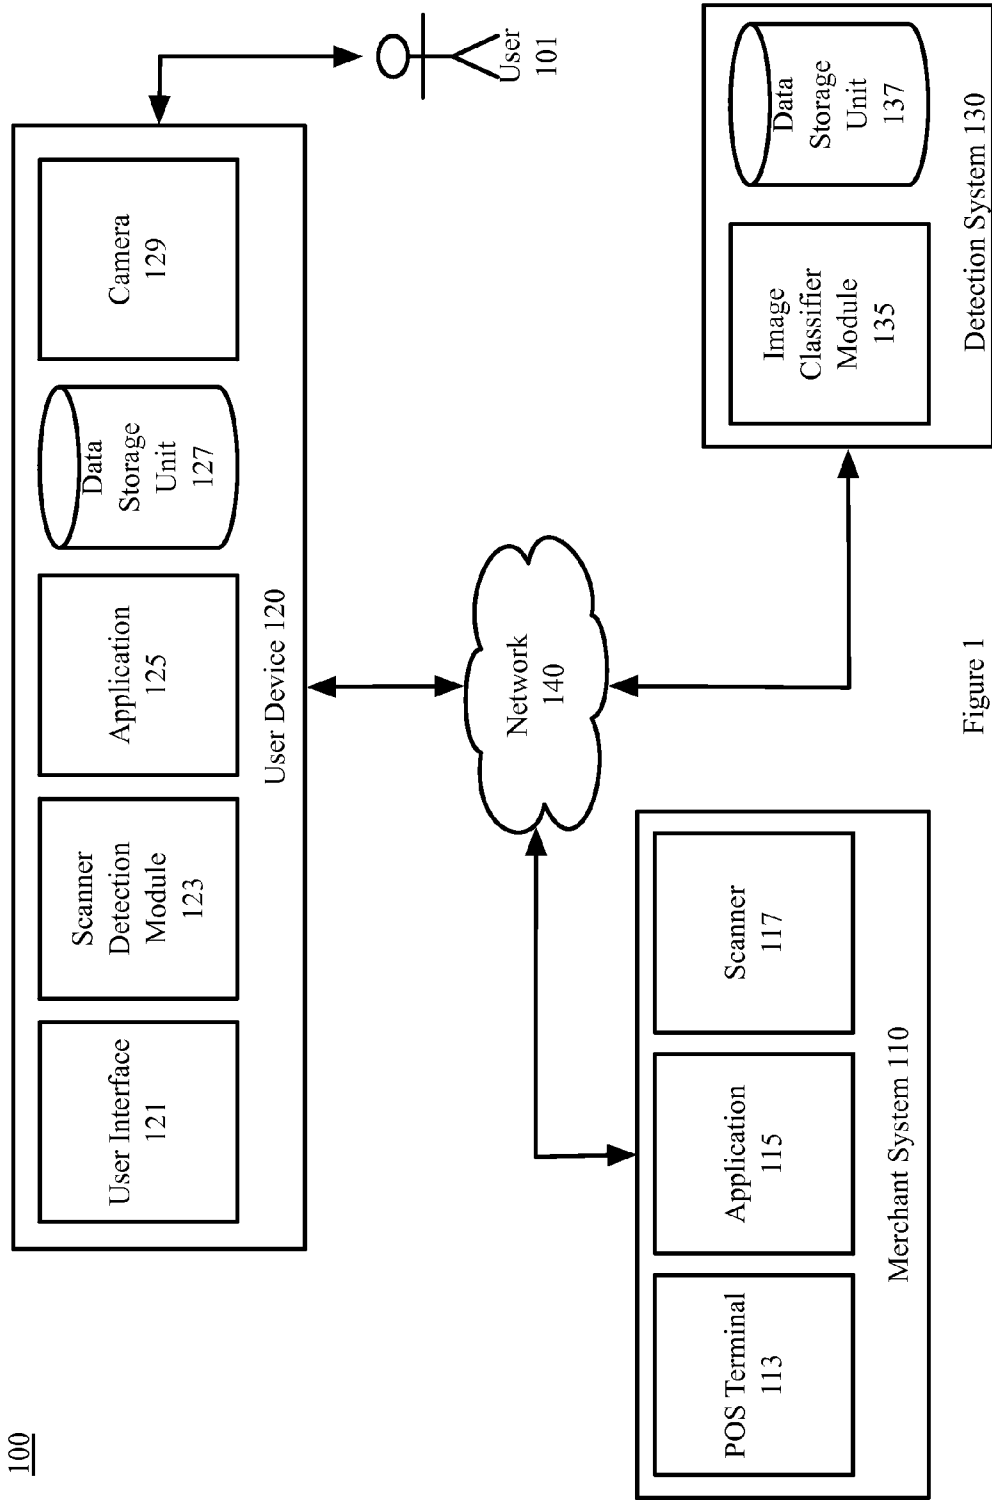 100
User Interface
121
Scanner
Detection
Module
123
Application
125
Data
Storage
Unit
127
Camera
129
User Device 120
User
101
Network
140
POS Terminal
113
Application
115
Scanner
117
Merchant System 110
Image
Classifier
Module
135
Data
Storage
Unit
137
Detection System 130
Figure 1